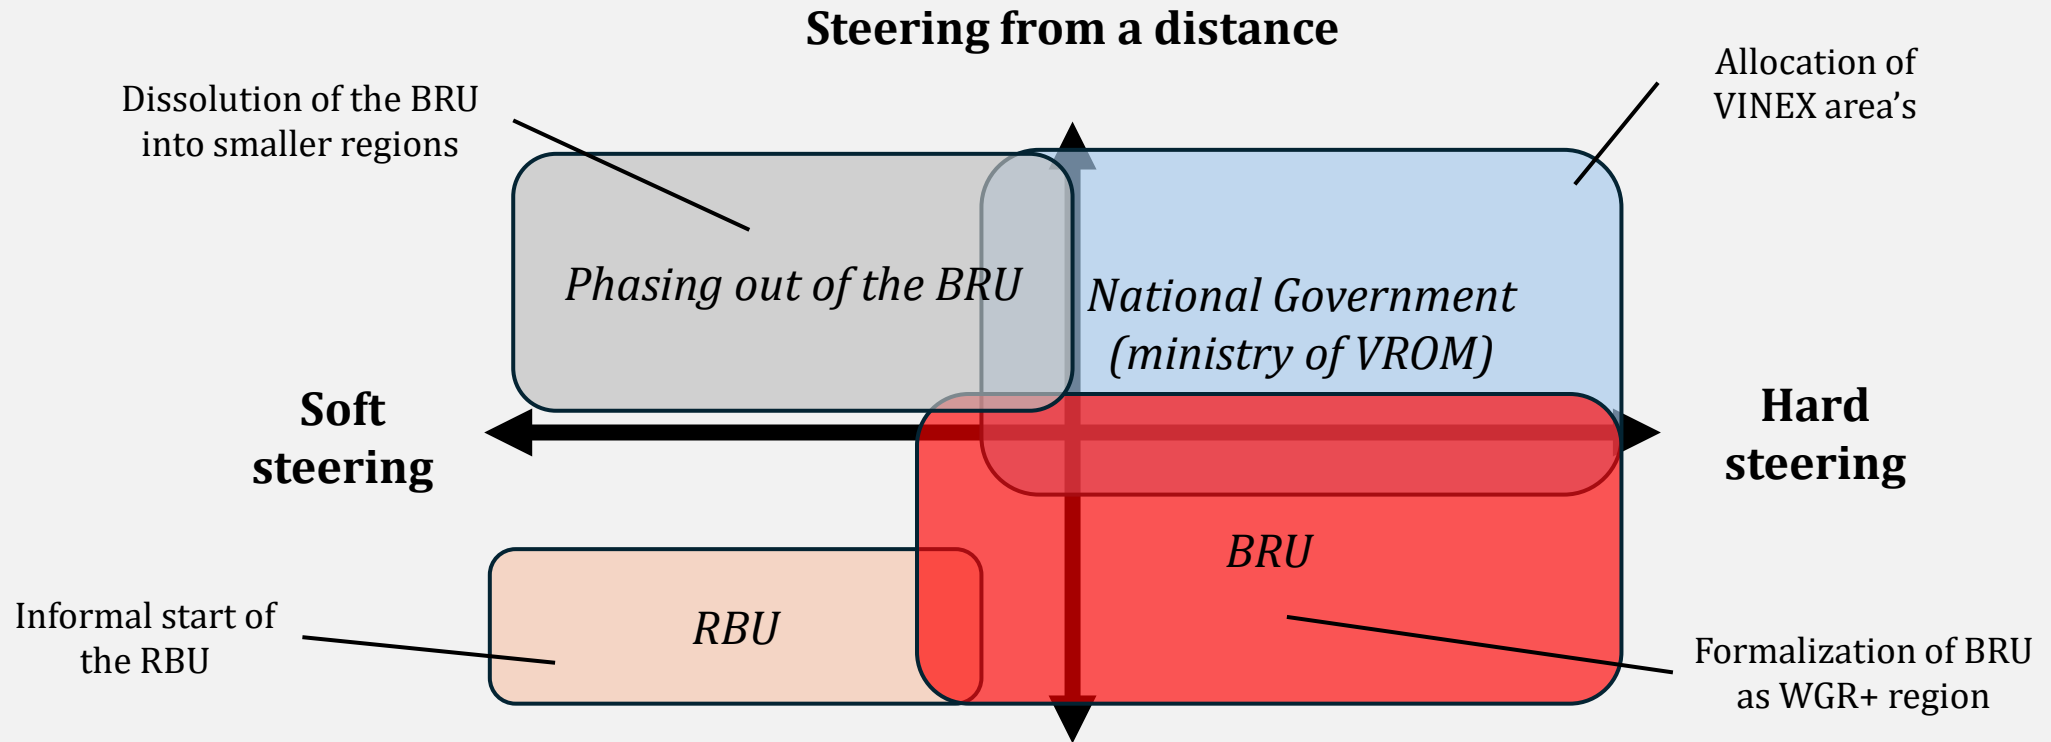 Steering from a distance
Dissolution of the BRU
into smaller regions
Allocation of
VINEX area's
Phasing out of the BRU
National Government
(ministry of VROM)
Soft
steering
Hard
steering
BRU
RBU
Informal start of
the RBU
Formalization of BRU
as WGR+ region